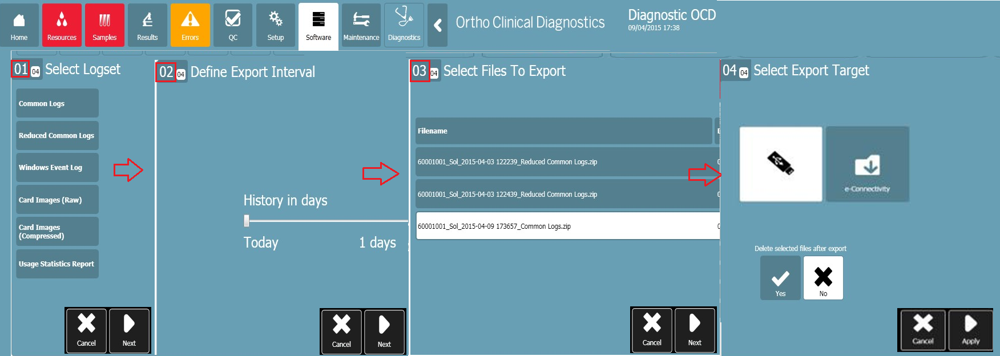 Home
Resources
Samples
Results
Errors
QC
Setup
Software
Maintenance
Diagnostics
Ortho Clinical Diagnostics
Diagnostic OCD
09/04/2015 17:38
01 04 Select Logset
Common Logs
Reduced Common Logs
Windows Event Log
Card Images (Raw)
Card Images
(Compressed)
Usage Statistics Report
Cancel
Next
02 04 Define Export Interval
History in days
Today
1 days
Cancel
Next
03 04 Select Files To Export
Filename
60001001_Sol_2015-04-03 122239_Reduced Common Logs.zip
60001001_Sol_2015-04-03 122439_Reduced Common Logs.zip
60001001_Sol_2015-04-09 173657_Common Logs.zip
Cancel
Next
04 04 Select Export Target
e-Connectivity
Delete selected files after export
Yes
No
Cancel
Apply